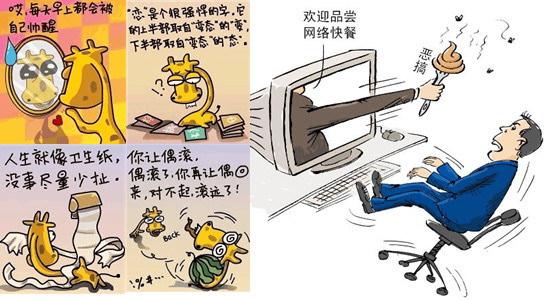 哎，每天早上都会被
自己帅醒
"恋"是个很强悍的字。它
的上半部取自"变态"的"变"，
下半部取自"变态"的"态"。
人生就像卫生纸，
没事尽量少扯。
你让偶滚，
偶滚了，你再让偶回
来，对不起，滚远了！
BACK
:%#...
欢迎品尝
网络快餐
恶搞